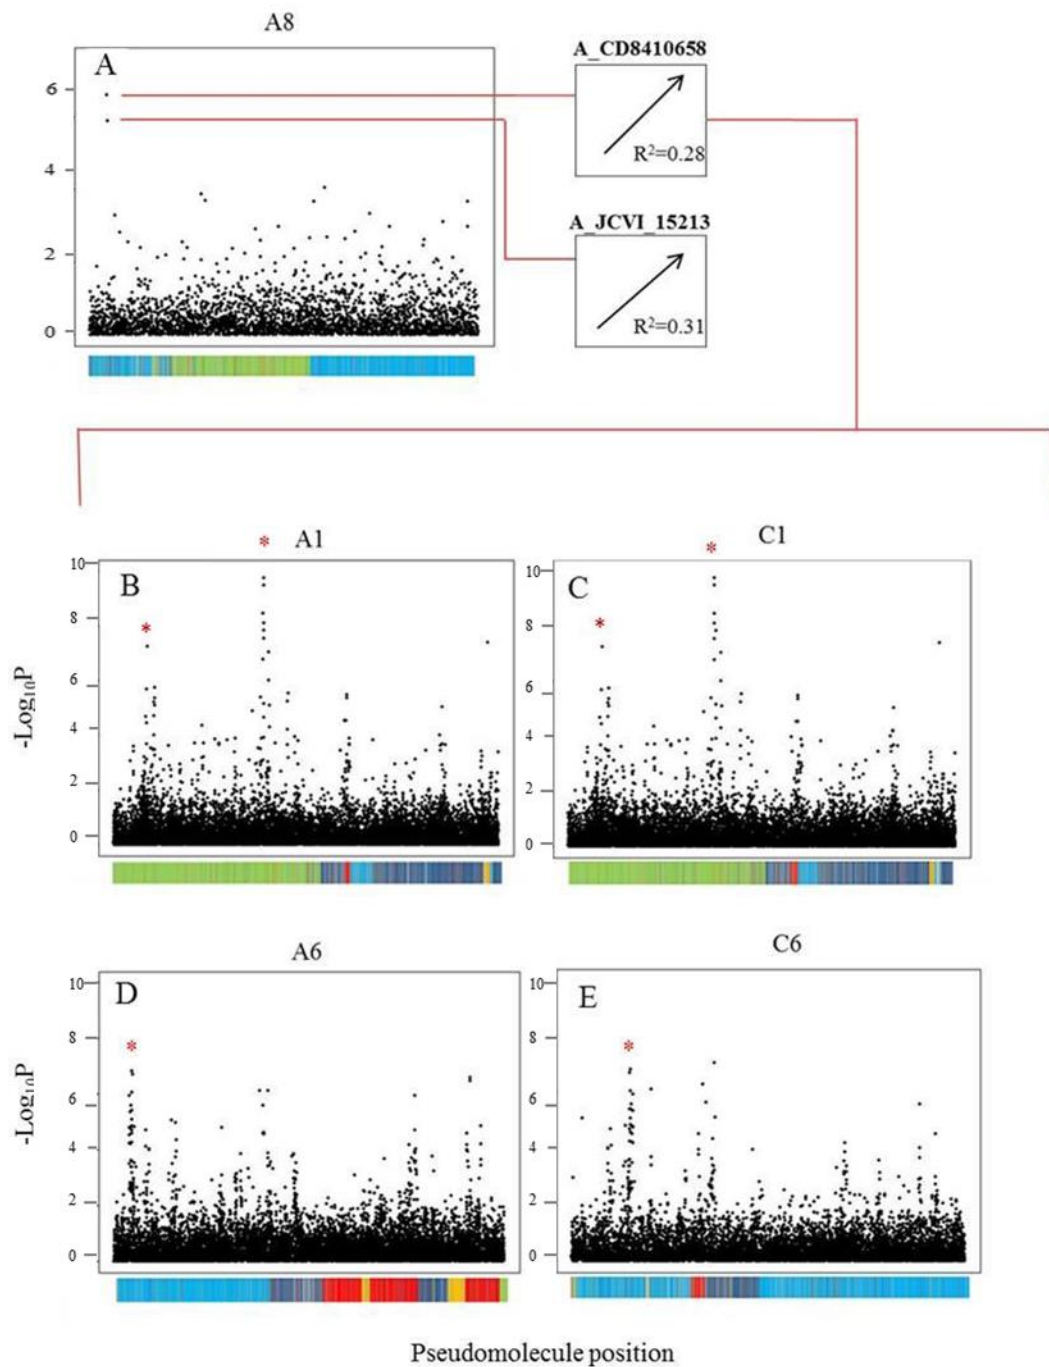 A8
A
6
4
2
0
A_CD8410658
R²=0.28
A_JCVI_15213
R²=0.31
A1
*
B
*
10
8
6
4
2
0
C1
*
C
*
10
8
6
4
2
0
-Log₁₀P
A6
D
*
10
8
6
4
2
0
C6
E
*
10
8
6
4
2
0
-Log₁₀P
Pseudomolecule position